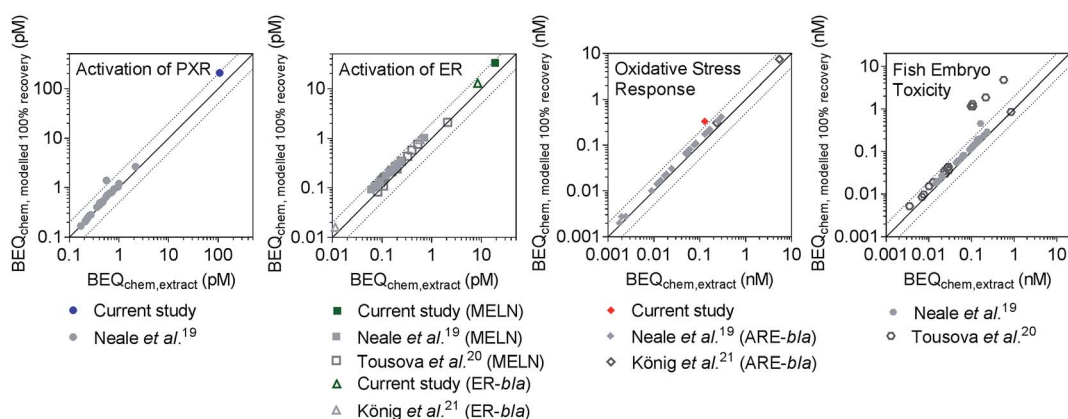 BEQchem, modelled 100% recovery (pM)
Activation of PXR
100
10
1
0.1
0.1 1 10 100
BEQchem,extract (pM)
Current study
Neale et al.19
BEQchem, modelled 100% recovery (pM)
Activation of ER
10
1
0.1
0.01
0.01 0.1 1 10
BEQchem,extract (pM)
Current study (MELN)
Neale et al.19 (MELN)
Tousova et al.20 (MELN)
Current study (ER-bla)
König et al.21 (ER-bla)
BEQchem, modelled 100% recovery (nM)
Oxidative Stress
Response
10
1
0.1
0.01
0.001
0.001 0.01 0.1 1 10
BEQchem,extract (nM)
Current study
Neale et al.19 (ARE-bla)
König et al.21 (ARE-bla)
BEQchem, modelled 100% recovery (nM)
Fish Embryo
Toxicity
10
1
0.1
0.01
0.001
0.001 0.01 0.1 1 10
BEQchem,extract (nM)
Neale et al.19
Tousova et al.20